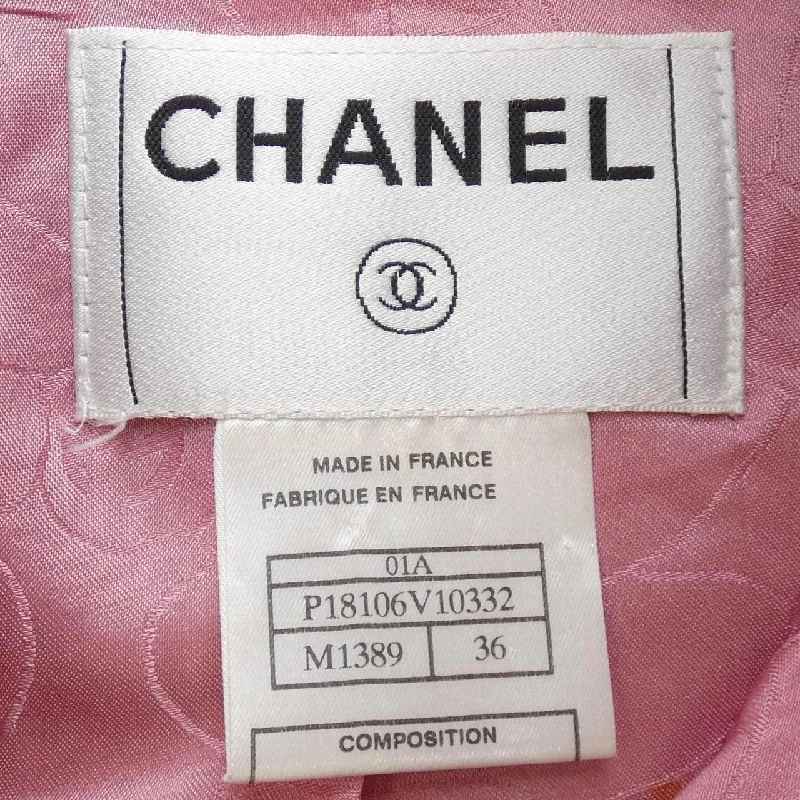 CHANEL
MADE IN FRANCE
FABRIQUE EN FRANCE
01A
P18106V10332
M1389 36
COMPOSITION